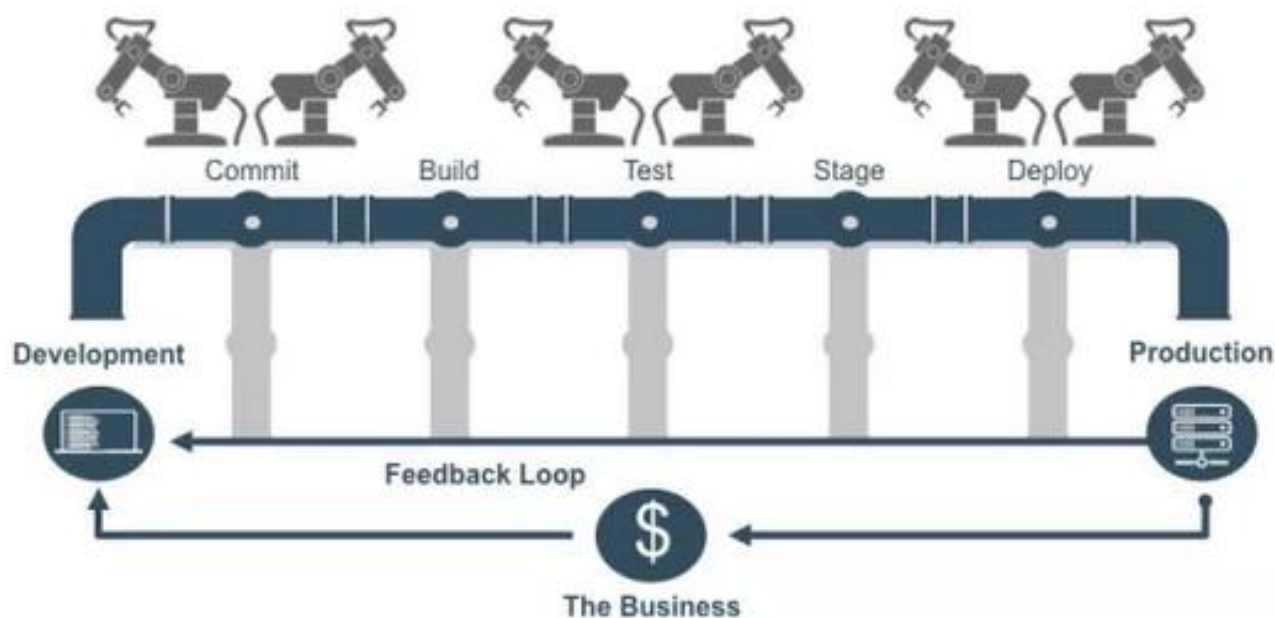 Commit Build Test Stage Deploy
Development
Production
Feedback Loop
$
The Business